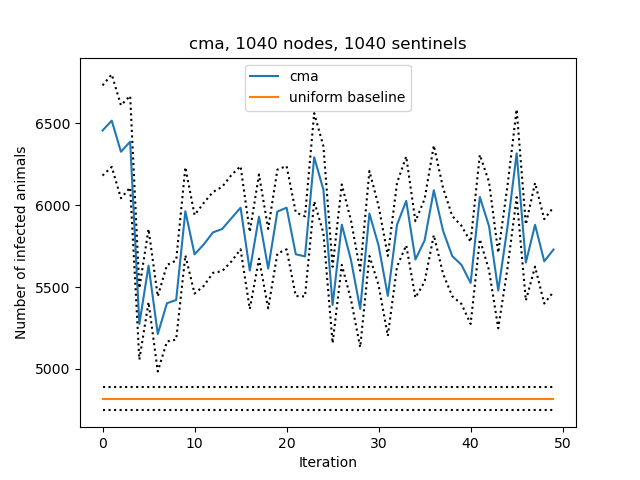 cma, 1040 nodes, 1040 sentinels
cma
uniform baseline
Number of infected animals
6500
6000
5500
5000
0 10 20 30 40 50
Iteration